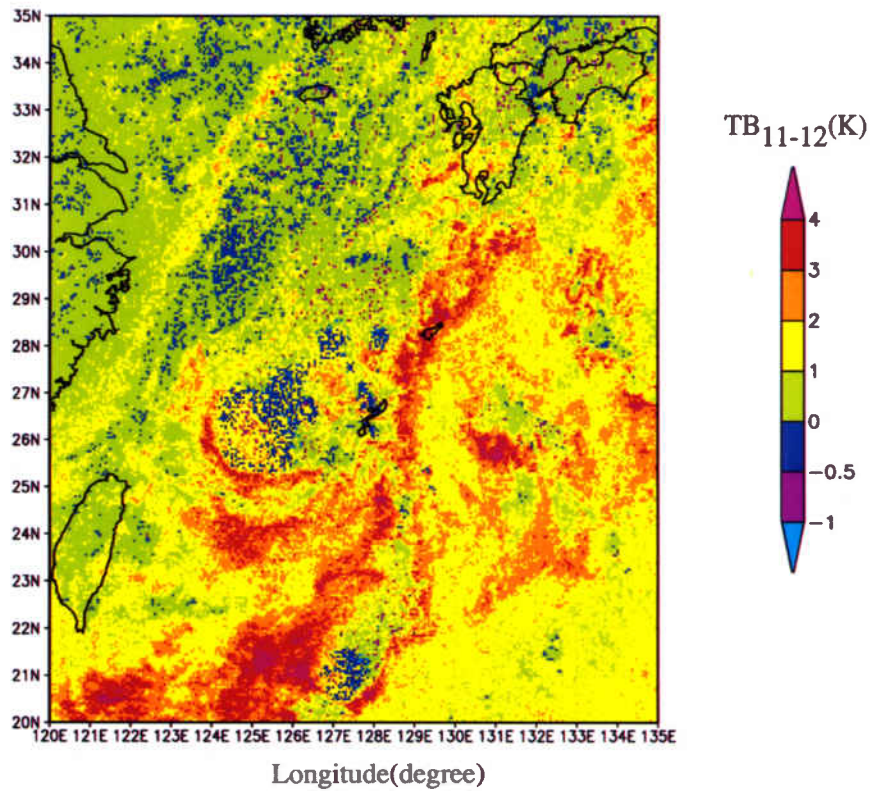 35N
34N
33N
32N
31N
30N
29N
28N
27N
26N
25N
24N
23N
22N
21N
20N
120E 121E 122E 123E 124E 125E 126E 127E 128E 129E 130E 131E 132E 133E 134E 135E
Longitude(degree)
TB11-12(K)
4
3
2
1
0
-0.5
-1